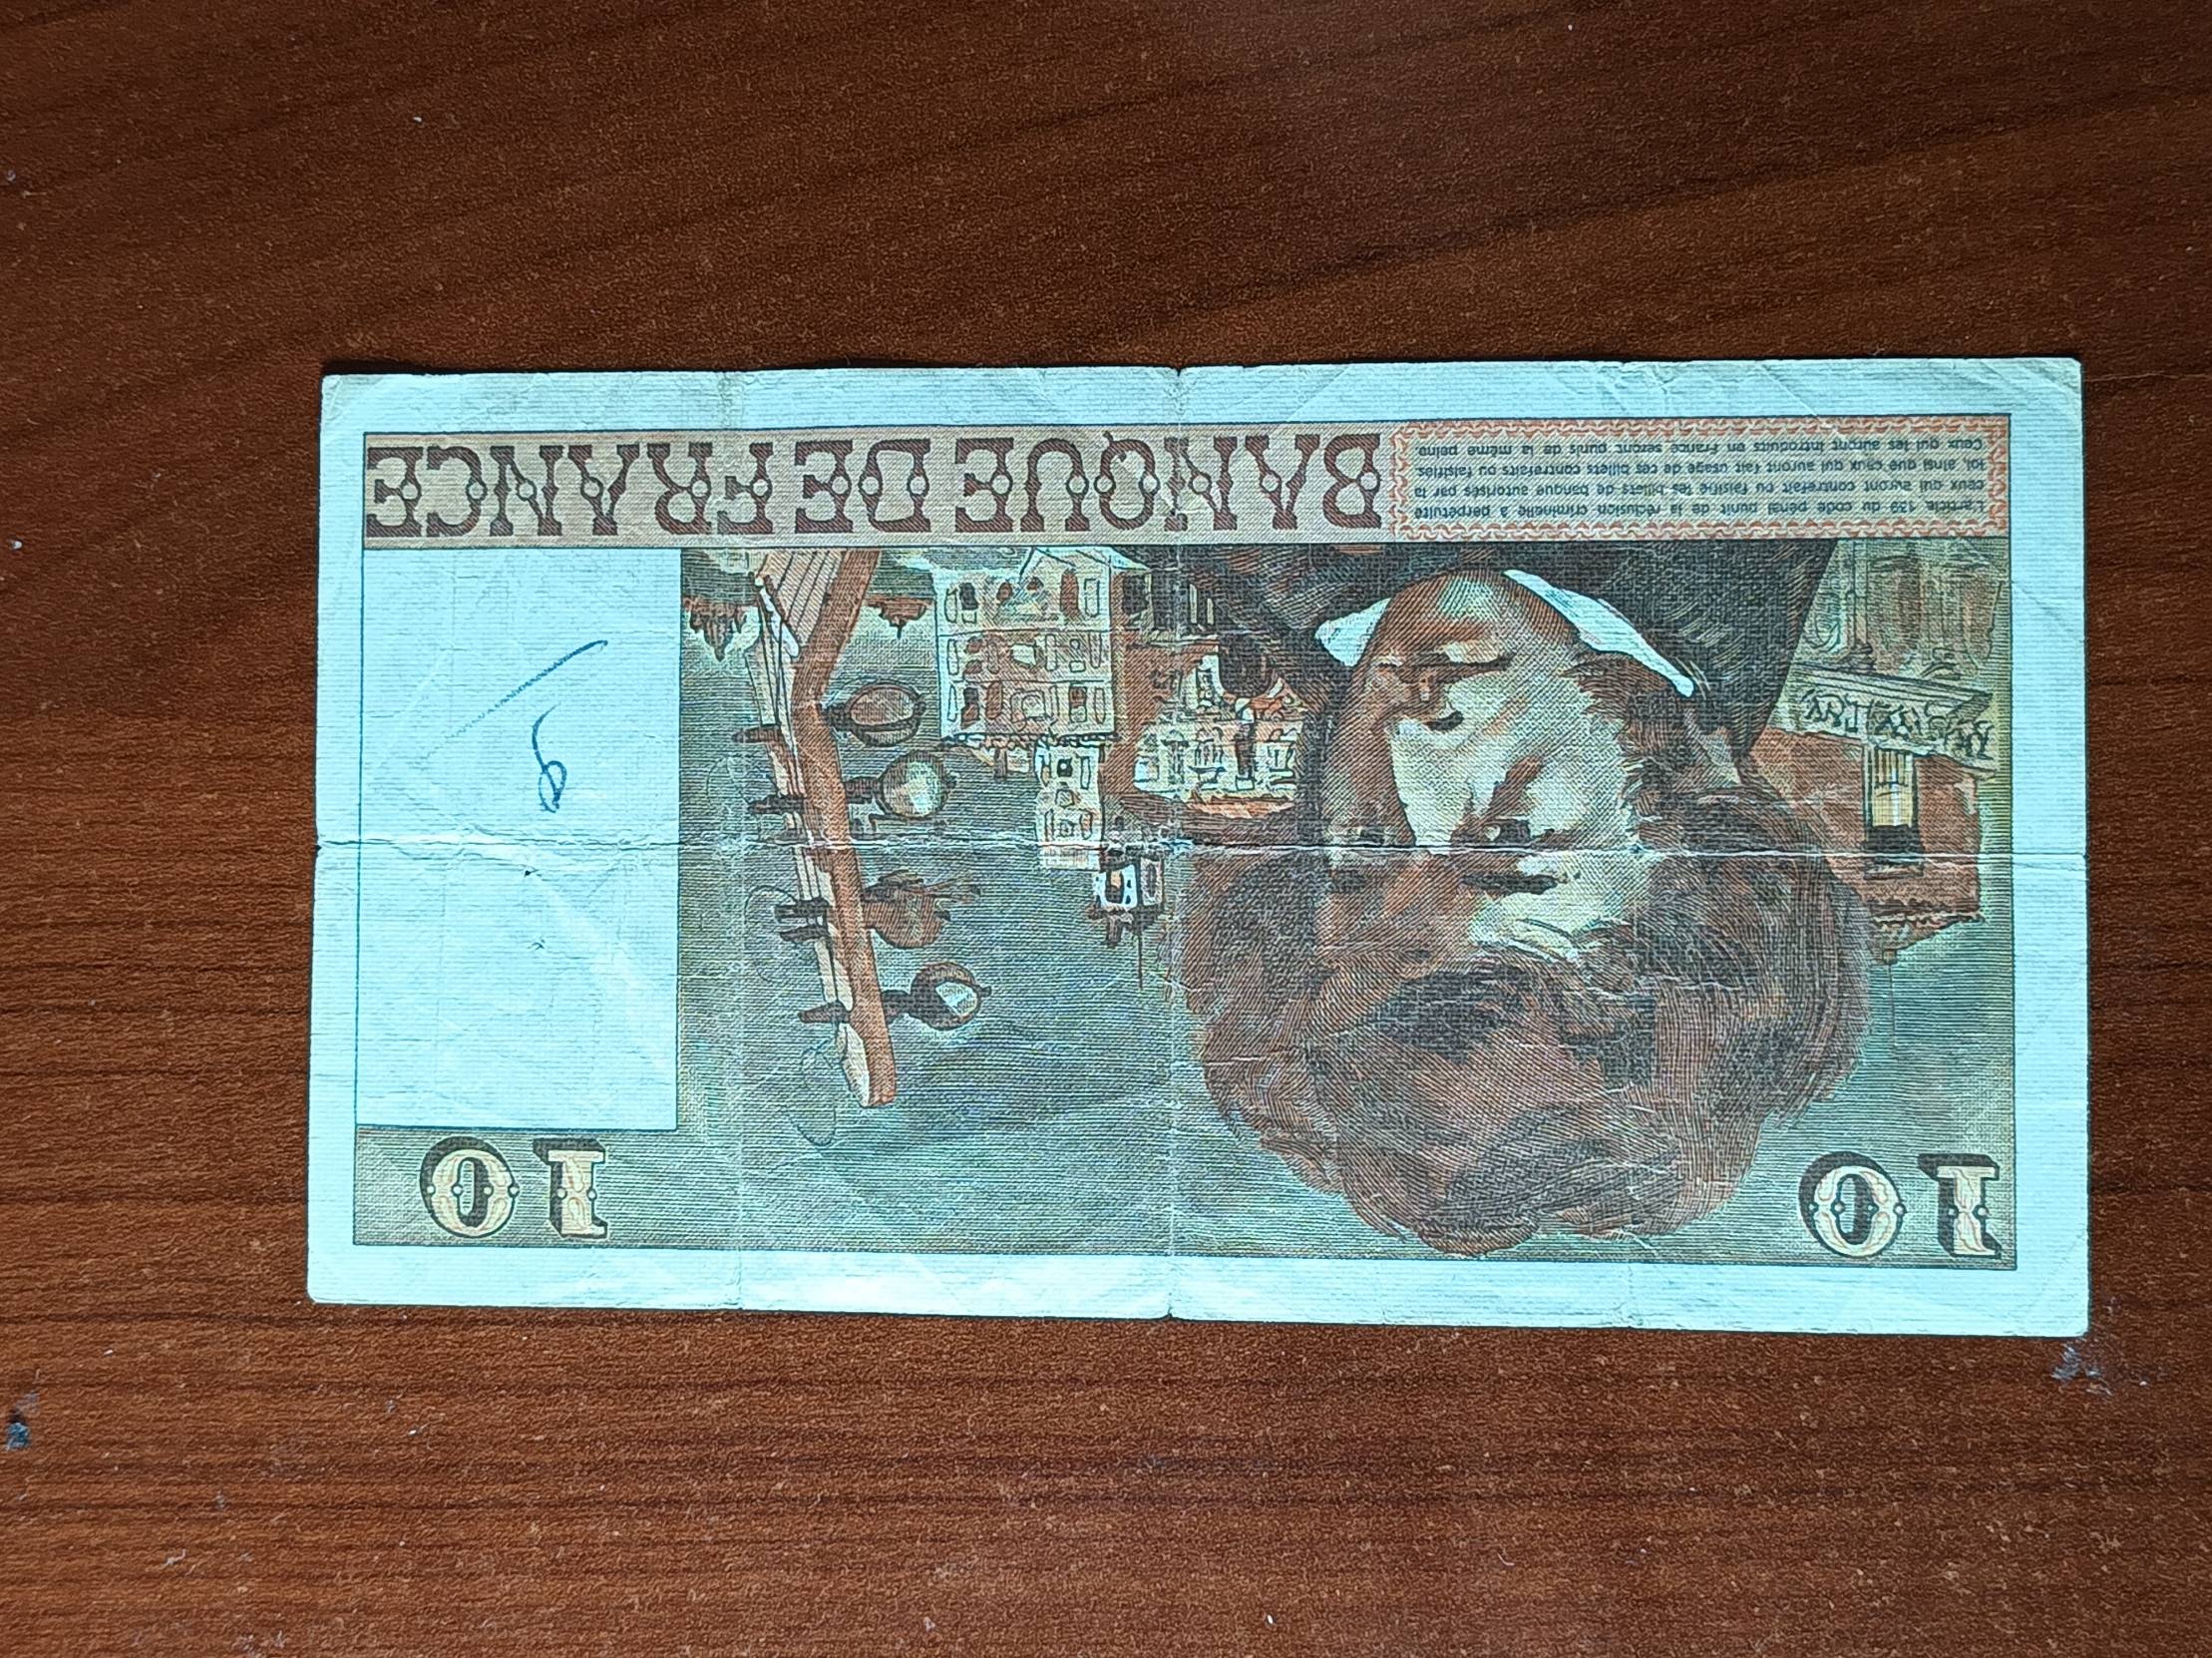 10
10
L'article 139 du code pénal punit de la réclusion criminelle à perpétuité
ceux qui auront contrefait ou falsifié les billets de banque autorisés par la
loi, ainsi que ceux qui auront fait usage de ces billets contrefaits ou falsifiés.
Ceux qui les auront introduits en France seront punis de la même peine.
BANQUE DE FRANCE